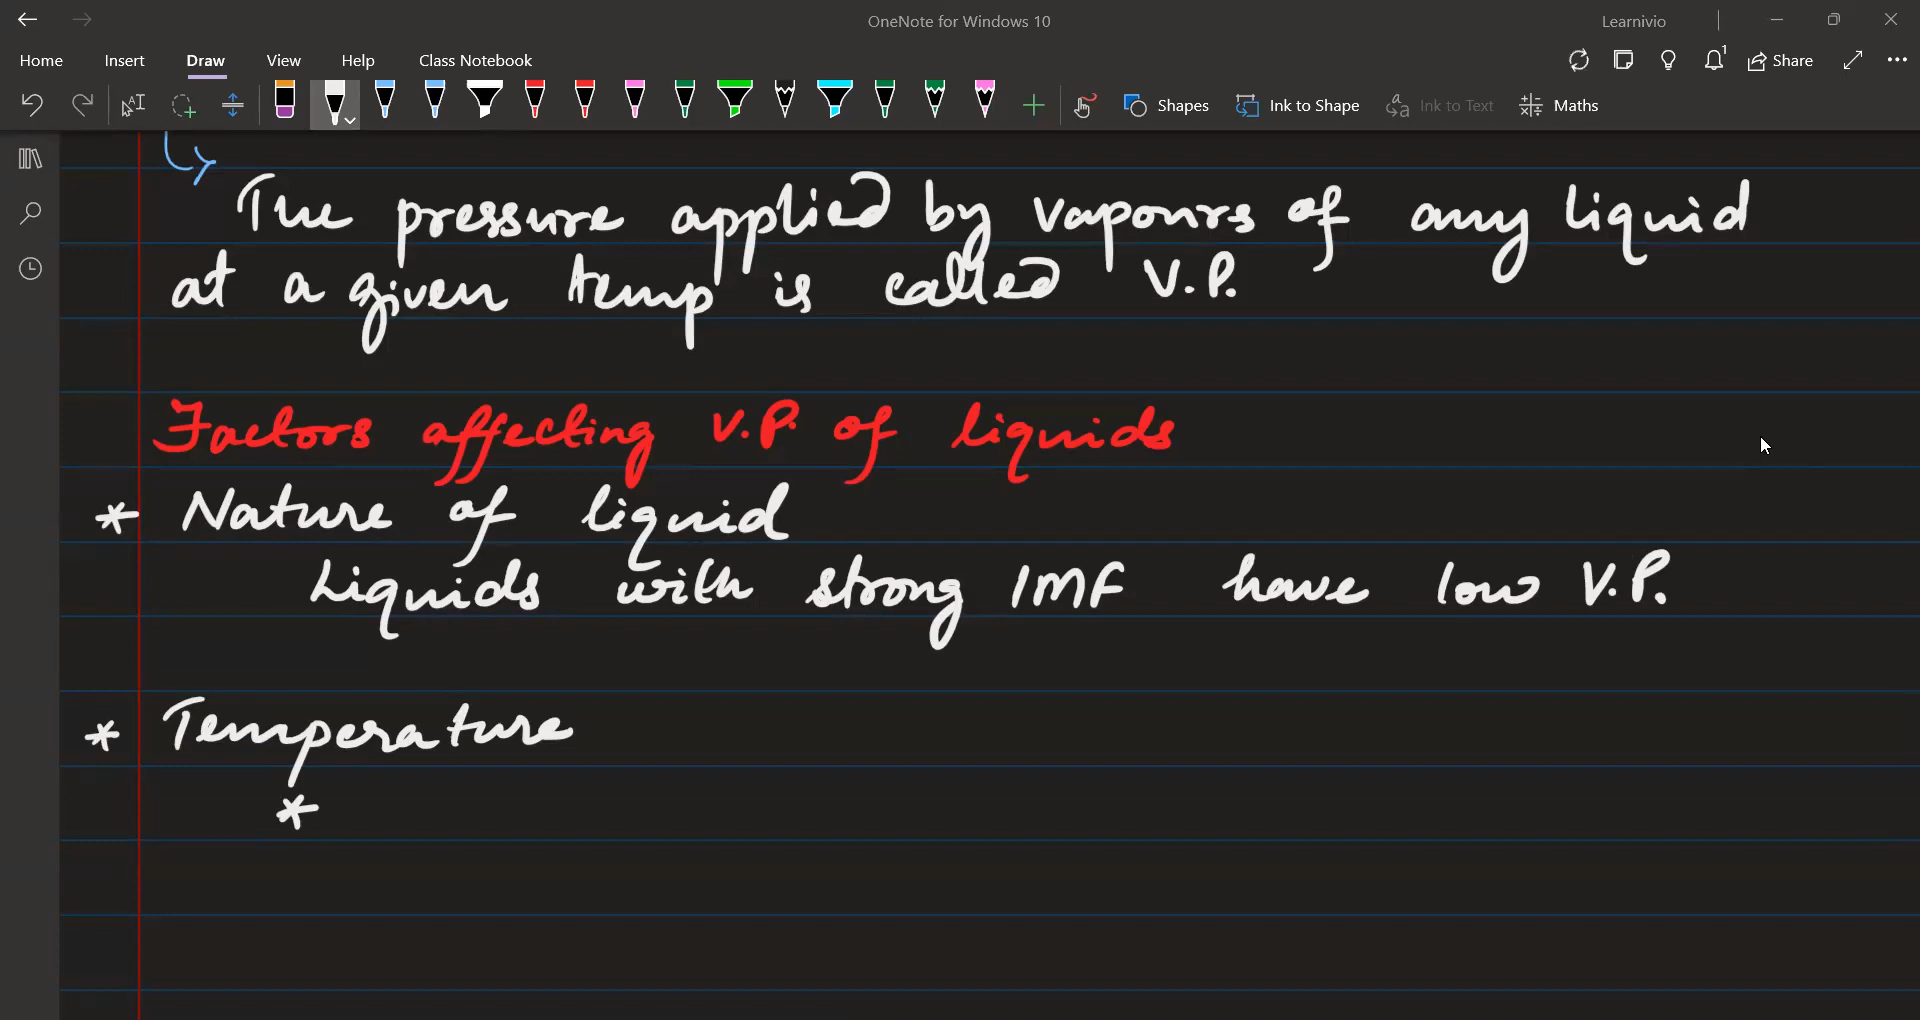 OneNote for Windows 10
Learnivio
Home Insert Draw View Help Class Notebook
1
Share
Shapes Ink to Shape Ink to Text Maths
The pressure applied by vapours of any liquid
at a given temp is called V.P.
Factors affecting V.P. of liquids
* Nature of liquid
Liquids with strong IMF have low V.P.
* Temperature
*